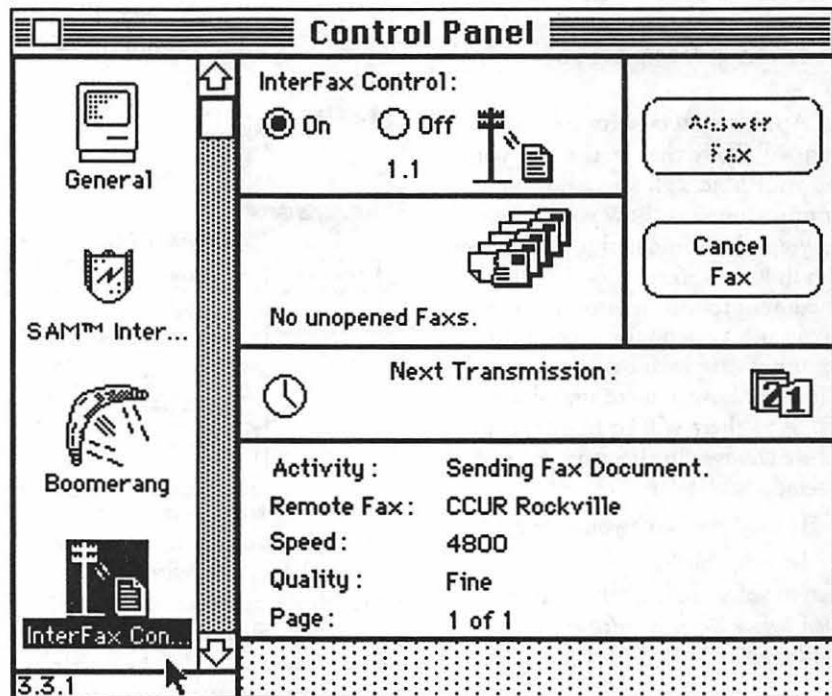 Control Panel
General
SAM™ Inter...
Boomerang
InterFax Con...
3.3.1
InterFax Control:
On Off
1.1
Answer
Fax
Cancel
Fax
No unopened Faxs.
Next Transmission:
21
Activity: Sending Fax Document.
Remote Fax: CCUR Rockville
Speed: 4800
Quality: Fine
Page: 1 of 1